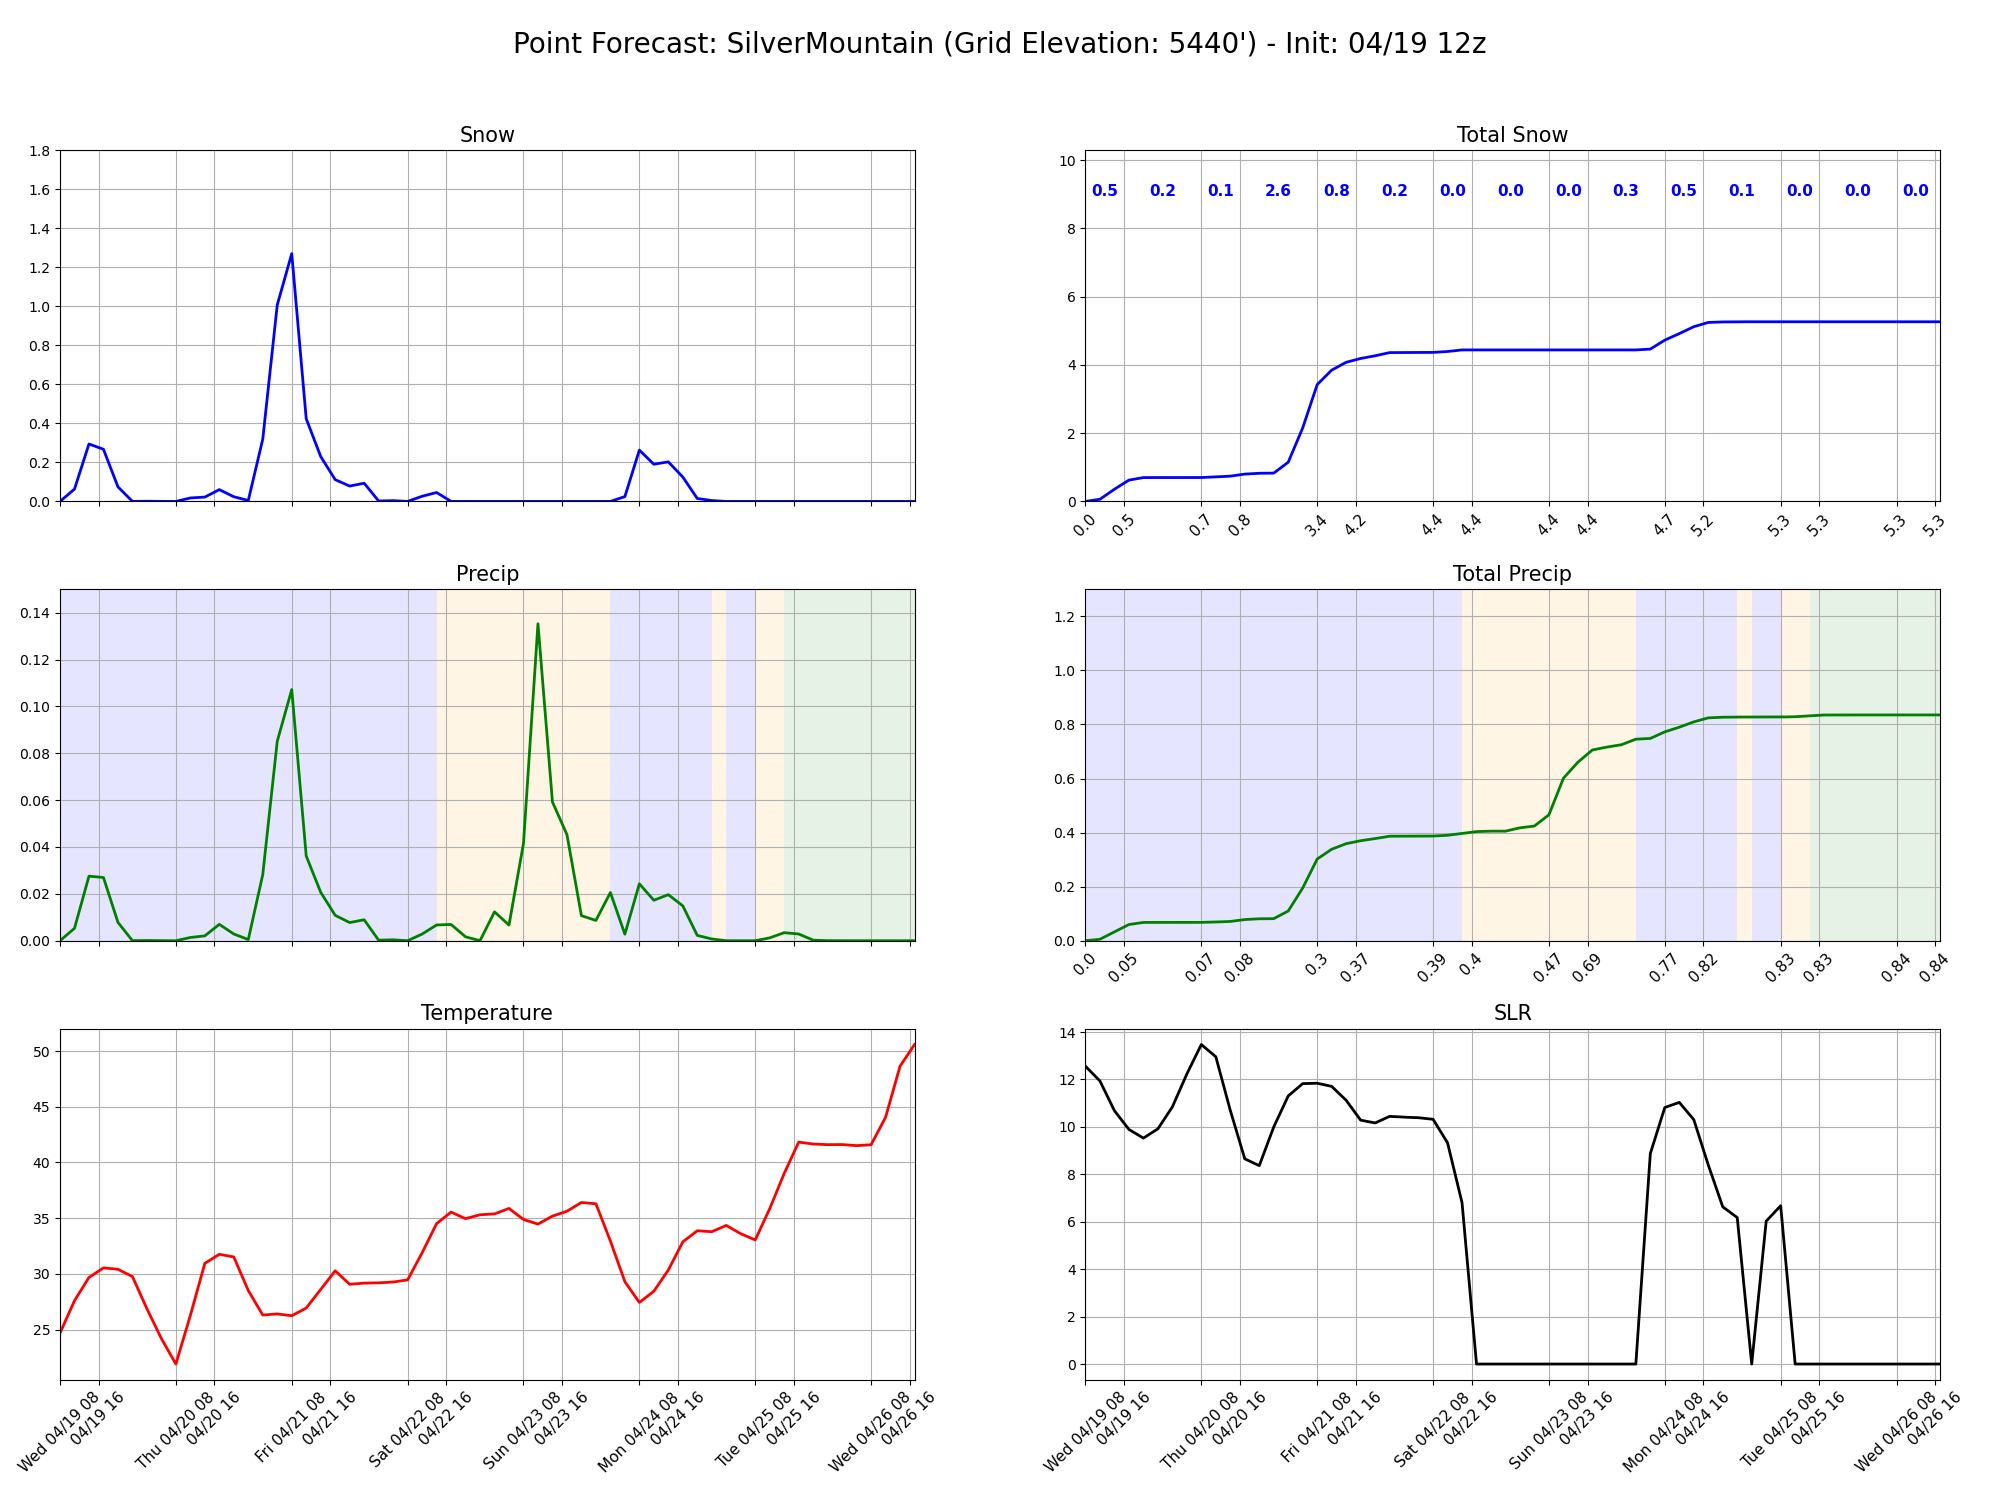 Point Forecast: SilverMountain (Grid Elevation: 5440') - Init: 04/19 12z
Snow
1.8
1.6
1.4
1.2
1.0
0.8
0.6
0.4
0.2
0.0
Total Snow
10
8
6
4
2
0
0.5 0.2 0.1 2.6 0.8 0.2 0.0 0.0 0.0 0.3 0.5 0.1 0.0 0.0 0.0
0.0 0.5 0.7 0.8 3.4 4.2 4.4 4.4 4.4 4.4 4.7 5.2 5.3 5.3 5.3 5.3
Precip
0.14
0.12
0.10
0.08
0.06
0.04
0.02
0.00
Total Precip
1.2
1.0
0.8
0.6
0.4
0.2
0.0
0.0 0.05 0.07 0.08 0.3 0.37 0.39 0.4 0.47 0.69 0.77 0.82 0.83 0.83 0.84 0.84
Temperature
50
45
40
35
30
25
Wed 04/19 08
04/19 16
Thu 04/20 08
04/20 16
Fri 04/21 08
04/21 16
Sat 04/22 08
04/22 16
Sun 04/23 08
04/23 16
Mon 04/24 08
04/24 16
Tue 04/25 08
04/25 16
Wed 04/26 08
04/26 16
SLR
14
12
10
8
6
4
2
0
Wed 04/19 08
04/19 16
Thu 04/20 08
04/20 16
Fri 04/21 08
04/21 16
Sat 04/22 08
04/22 16
Sun 04/23 08
04/23 16
Mon 04/24 08
04/24 16
Tue 04/25 08
04/25 16
Wed 04/26 08
04/26 16